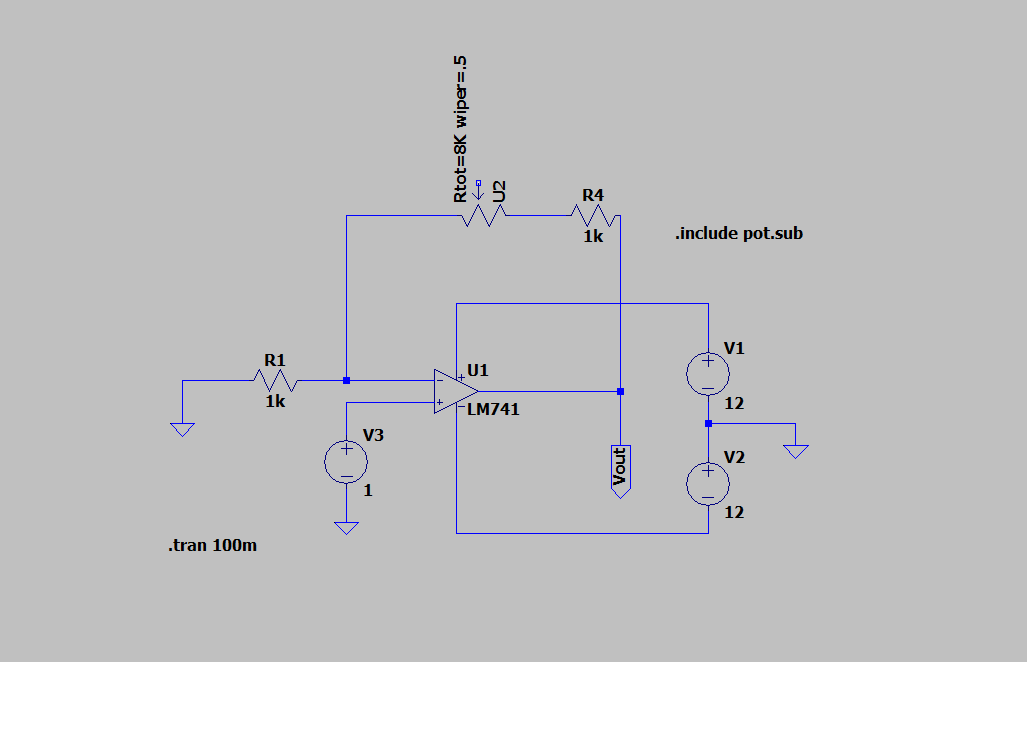 Rtot=8K wiper=.5
U2
R4
1k
.include pot.sub
R1
1k
U1
LM741
V1
12
V3
1
Vout
V2
12
.tran 100m